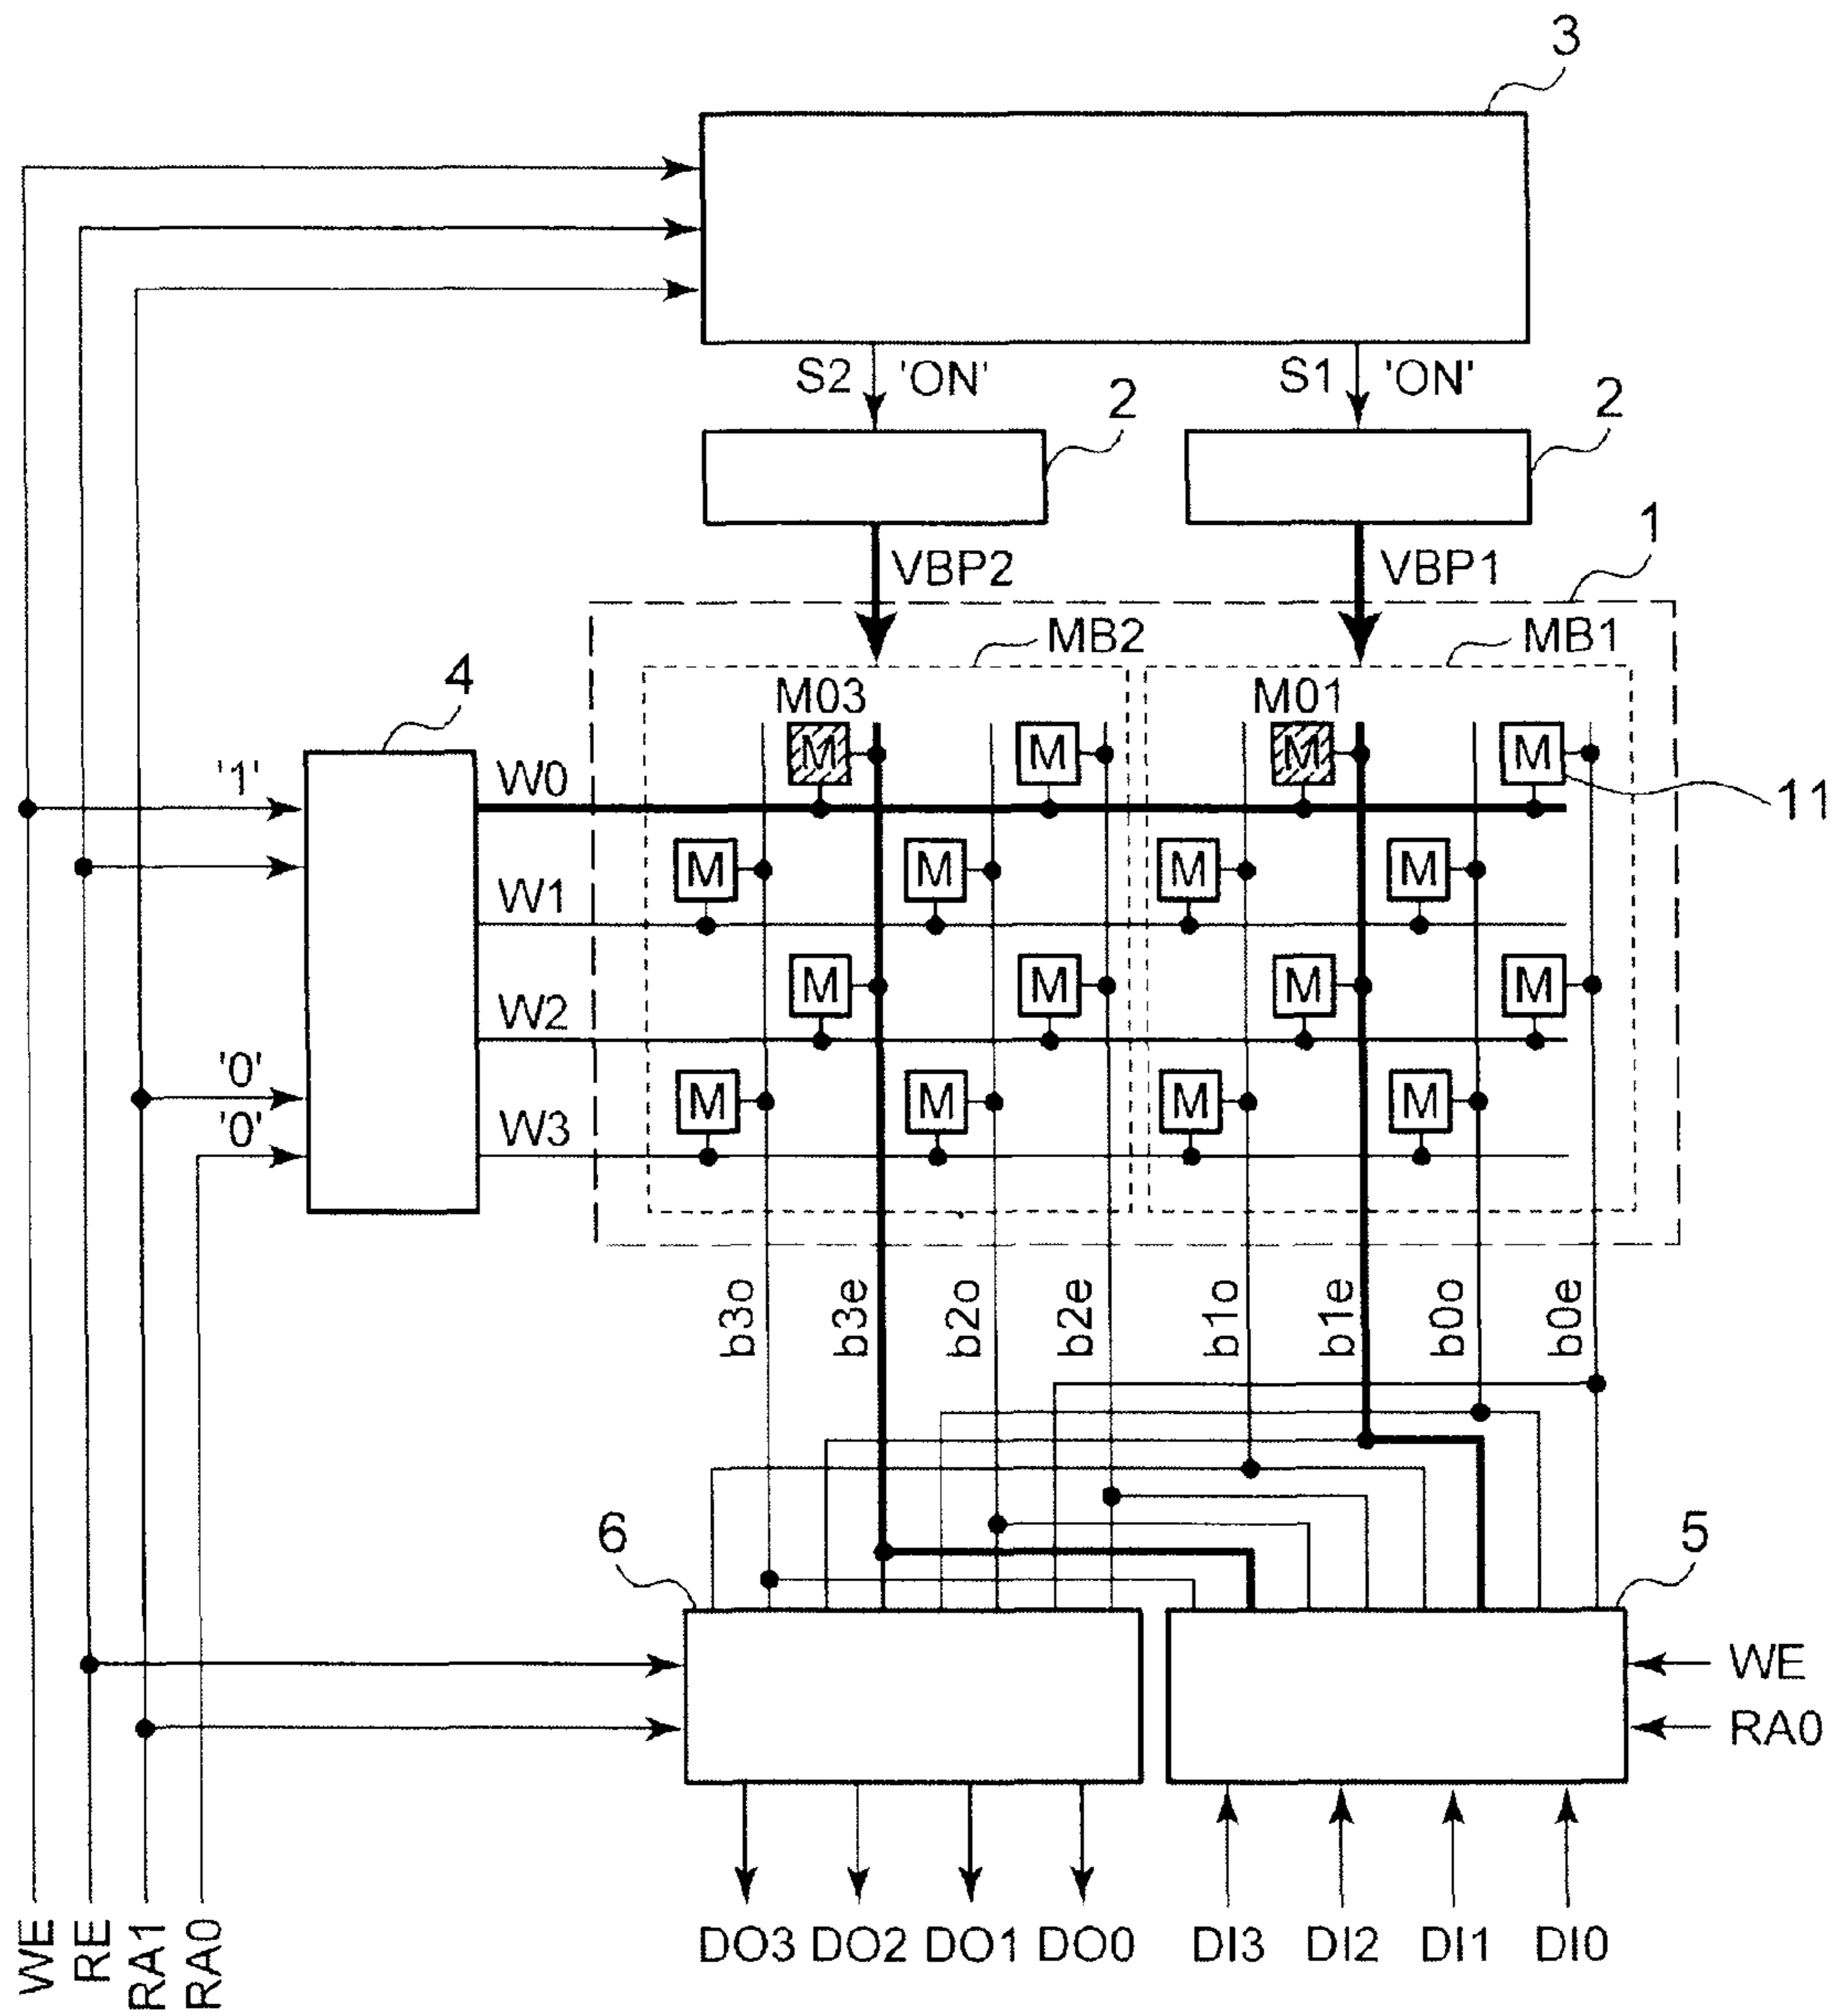 3
S2 'ON' S1 'ON'
2 2
1
VBP2 VBP1
MB2 MB1
4
M03 M01
'1' W0 M M M M
11
M M M M
W1
M M M M
W2
'0' M M M M
'0' W3
b3o b3e b2o b2e b1o b1e b0o b0e
6 5
WE
RA0
WE RE RA1 RA0 DO3 DO2 DO1 DO0 DI3 DI2 DI1 DI0